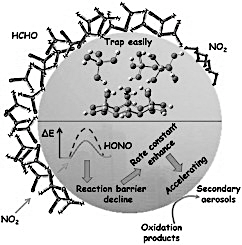 HCHO
Trap easily
NO2
ΔE
HONO
Rate constant
enhance
Reaction barrier
decline
Accelerating
Secondary
aerosols
NO2
Oxidation
products